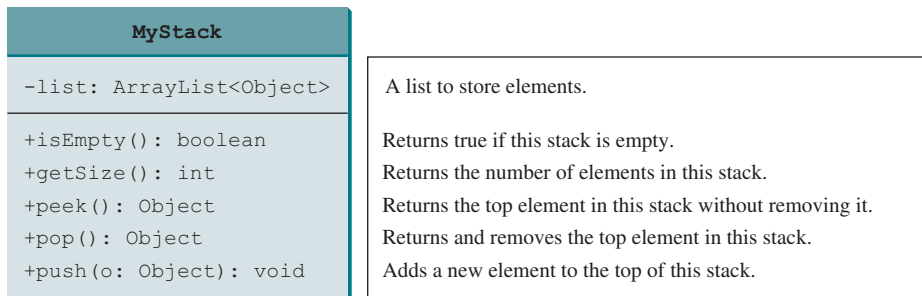 MyStack
-list: ArrayList<Object> A list to store elements.
+isEmpty(): boolean Returns true if this stack is empty.
+getSize(): int Returns the number of elements in this stack.
+peek(): Object Returns the top element in this stack without removing it.
+pop(): Object Returns and removes the top element in this stack.
+push(o: Object): void Adds a new element to the top of this stack.